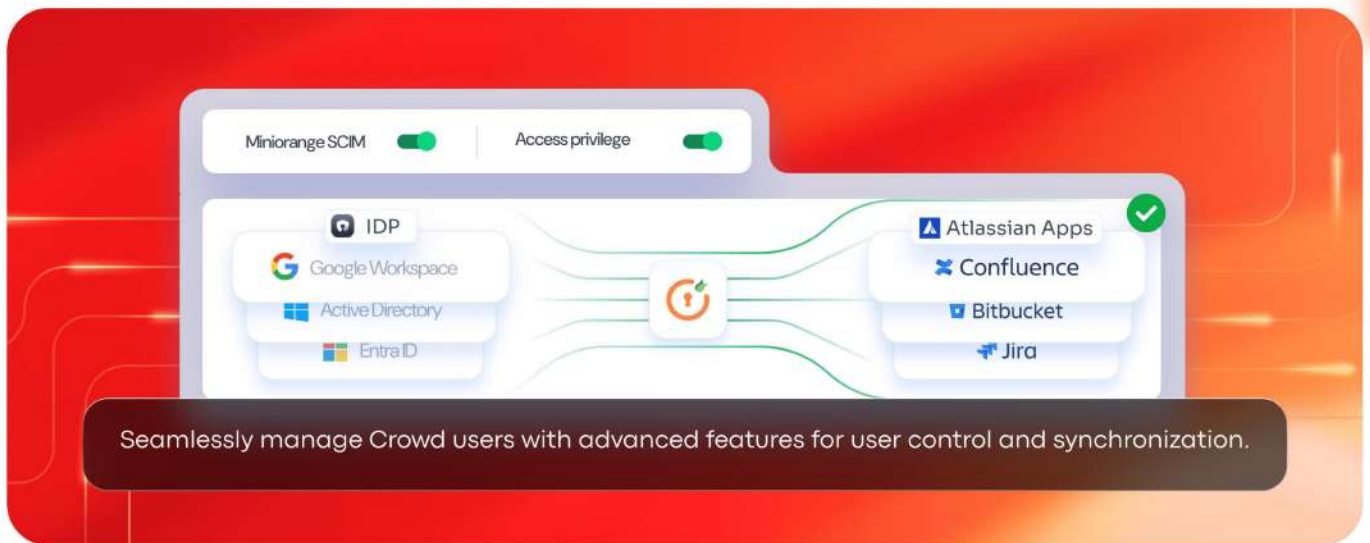 Miniorange SCIM
Access privilege
IDP
Google Workspace
Active Directory
Entra ID
Atlassian Apps
Confluence
Bitbucket
Jira
Seamlessly manage Crowd users with advanced features for user control and synchronization.